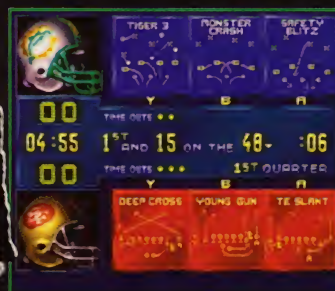 TIGER 3 MONSTER CRASH SAFETY BLITZ
00 TIME OUTS
Y B A
04:55 1ST AND 15 ON THE 48- :06
00 TIME OUTS 1ST QUARTER
Y B A
DEEP CROSS YOUNG GUN TE SLANT